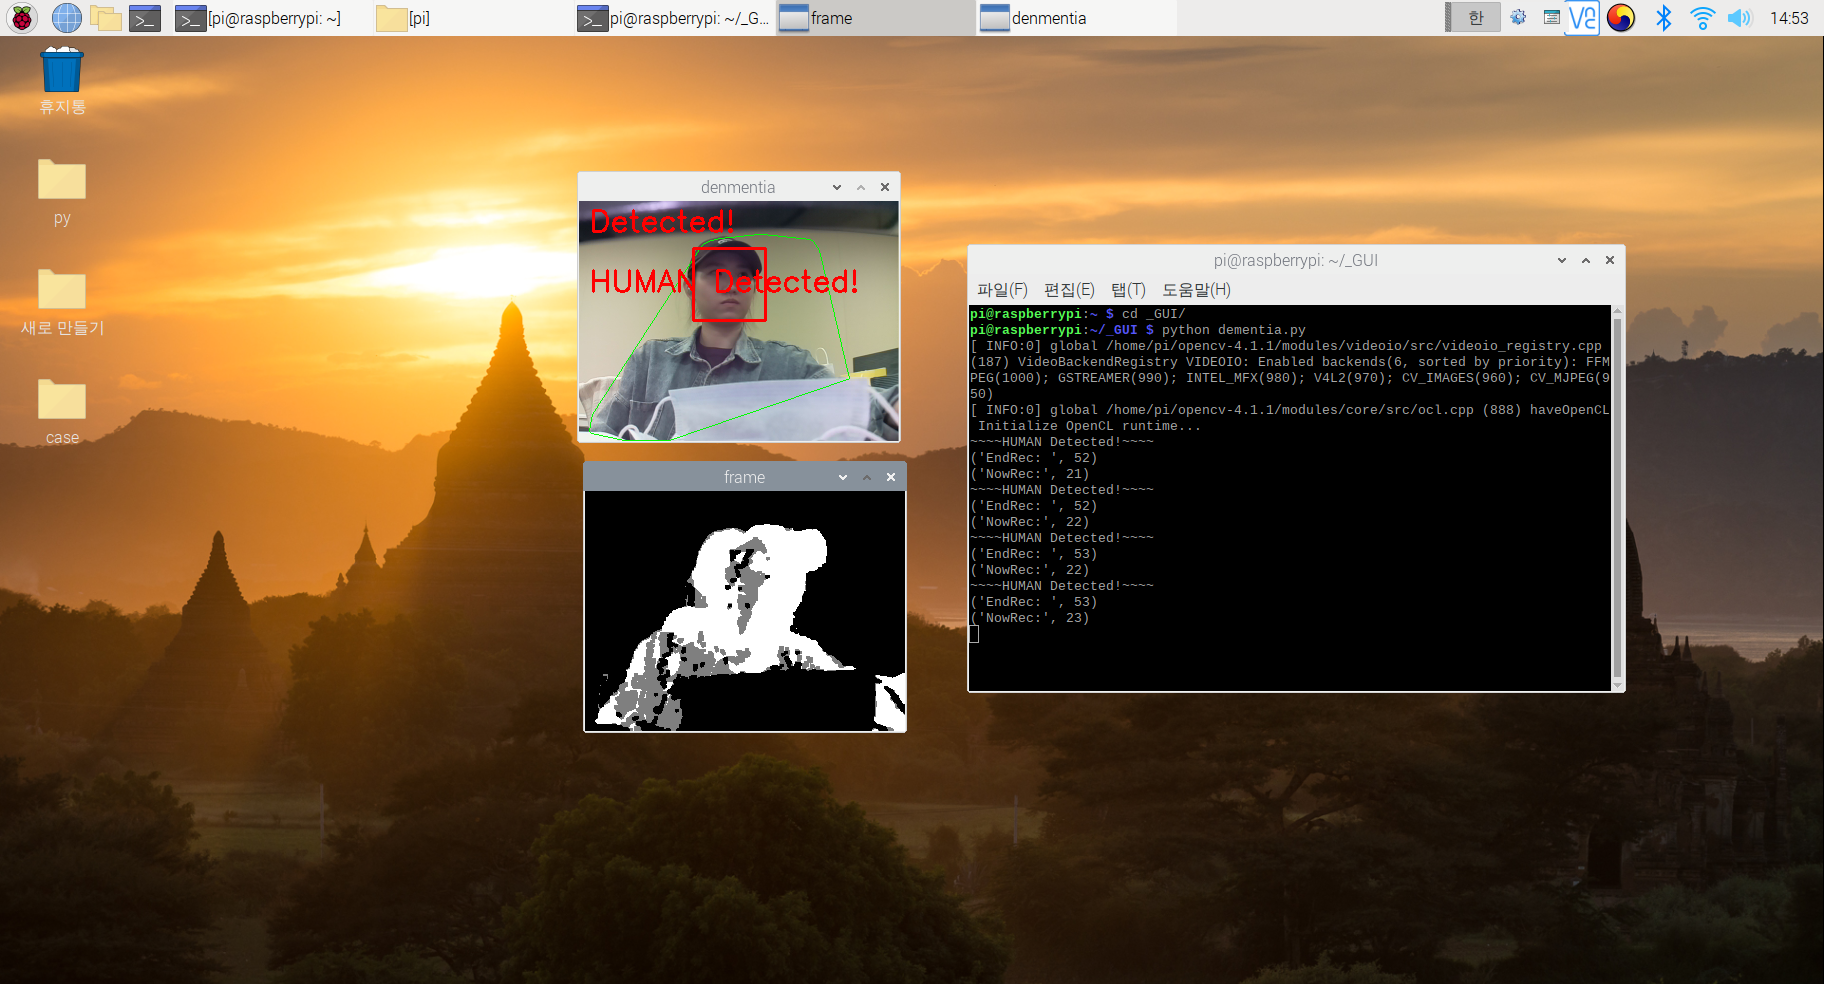 [pi@raspberrypi: ~]
[pi]
pi@raspberrypi: ~/_G...
frame
denmentia
한
14:53
휴지통
py
새로 만들기
case
denmentia
Detected!
HUMAN Detected!
frame
pi@raspberrypi: ~/_GUI
파일(F) 편집(E) 탭(T) 도움말(H)
pi@raspberrypi:~ $ cd _GUI/
pi@raspberrypi:~/_GUI $ python dementia.py
[ INFO:0] global /home/pi/opencv-4.1.1/modules/videoio/src/videoio_registry.cpp
(187) VideoBackendRegistry VIDEOIO: Enabled backends(6, sorted by priority): FFM
PEG(1000); GSTREAMER(990); INTEL_MFX(980); V4L2(970); CV_IMAGES(960); CV_MJPEG(9
50)
[ INFO:0] global /home/pi/opencv-4.1.1/modules/core/src/ocl.cpp (888) haveOpenCL
Initialize OpenCL runtime...
~~~~HUMAN Detected!~~~~
('EndRec: ', 52)
('NowRec:', 21)
~~~~HUMAN Detected!~~~~
('EndRec: ', 52)
('NowRec:', 22)
~~~~HUMAN Detected!~~~~
('EndRec: ', 53)
('NowRec:', 22)
~~~~HUMAN Detected!~~~~
('EndRec: ', 53)
('NowRec:', 23)